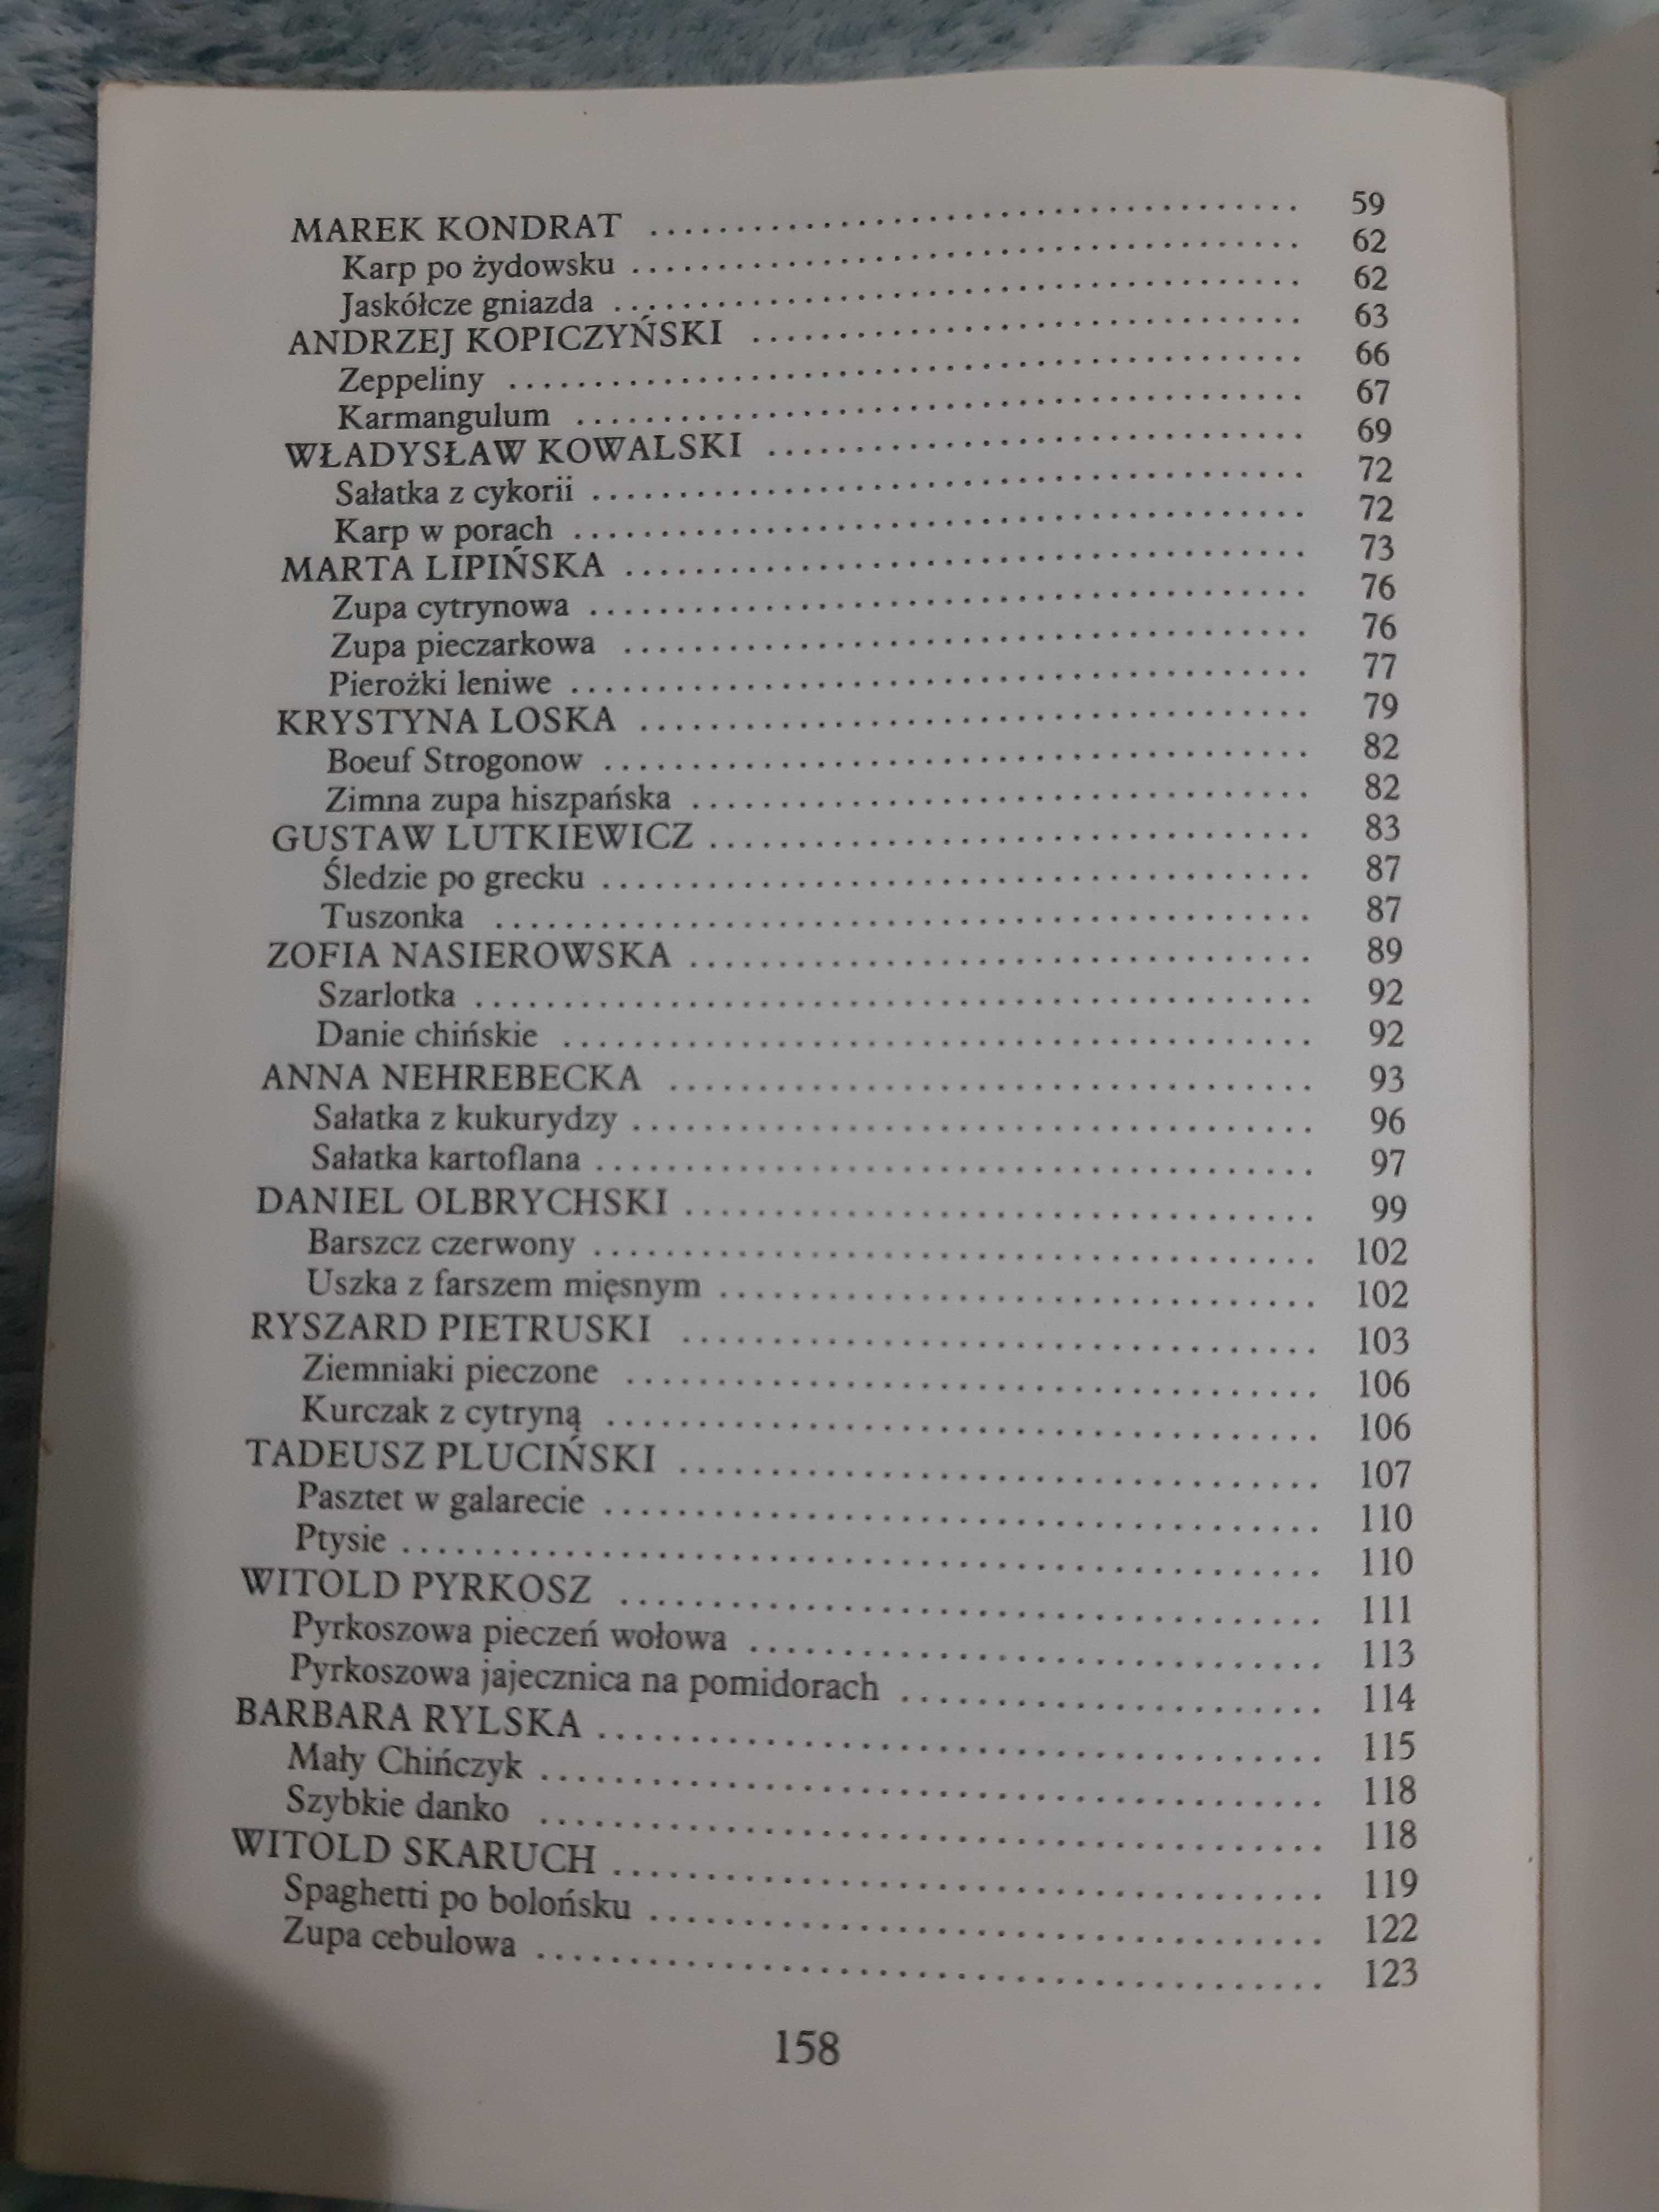 MAREK KONDRAT ........................................ 59
Karp po żydowsku ........................................ 62
Jaskółcze gniazda ........................................ 62
ANDRZEJ KOPICZYŃSKI ........................................ 63
Zeppeliny ........................................ 66
Karmangulum ........................................ 67
WŁADYSŁAW KOWALSKI ........................................ 69
Sałatka z cykorii ........................................ 72
Karp w porach ........................................ 72
MARTA LIPIŃSKA ........................................ 73
Zupa cytrynowa ........................................ 76
Zupa pieczarkowa ........................................ 76
Pierożki leniwe ........................................ 77
KRYSTYNA LOSKA ........................................ 79
Boeuf Strogonow ........................................ 82
Zimna zupa hiszpańska ........................................ 82
GUSTAW LUTKIEWICZ ........................................ 83
Śledzie po grecku ........................................ 87
Tuszonka ........................................ 87
ZOFIA NASIEROWSKA ........................................ 89
Szarlotka ........................................ 92
Danie chińskie ........................................ 92
ANNA NEHREBECKA ........................................ 93
Sałatka z kukurydzy ........................................ 96
Sałatka kartoflana ........................................ 97
DANIEL OLBRYCHSKI ........................................ 99
Barszcz czerwony ........................................ 102
Uszka z farszem mięsnym ........................................ 102
RYSZARD PIETRUSKI ........................................ 103
Ziemniaki pieczone ........................................ 106
Kurczak z cytryną ........................................ 106
TADEUSZ PLUCIŃSKI ........................................ 107
Pasztet w galarecie ........................................ 110
Ptysie ........................................ 110
WITOLD PYRKOSZ ........................................ 111
Pyrkoszowa pieczeń wołowa ........................................ 113
Pyrkoszowa jajecznica na pomidorach ........................................ 114
BARBARA RYLSKA ........................................ 115
Mały Chińczyk ........................................ 118
Szybkie danko ........................................ 118
WITOLD SKARUCH ........................................ 119
Spaghetti po bolońsku ........................................ 122
Zupa cebulowa ........................................ 123
158